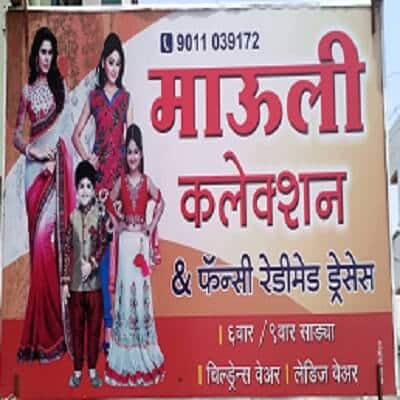 9011 039172
माऊली
कलेक्शन
& फॅन्सी रेडीमेड ड्रेसेस
| ६वार /९वार साड्या
| चिल्ड्रेन्स वेअर | लेडिज वेअर